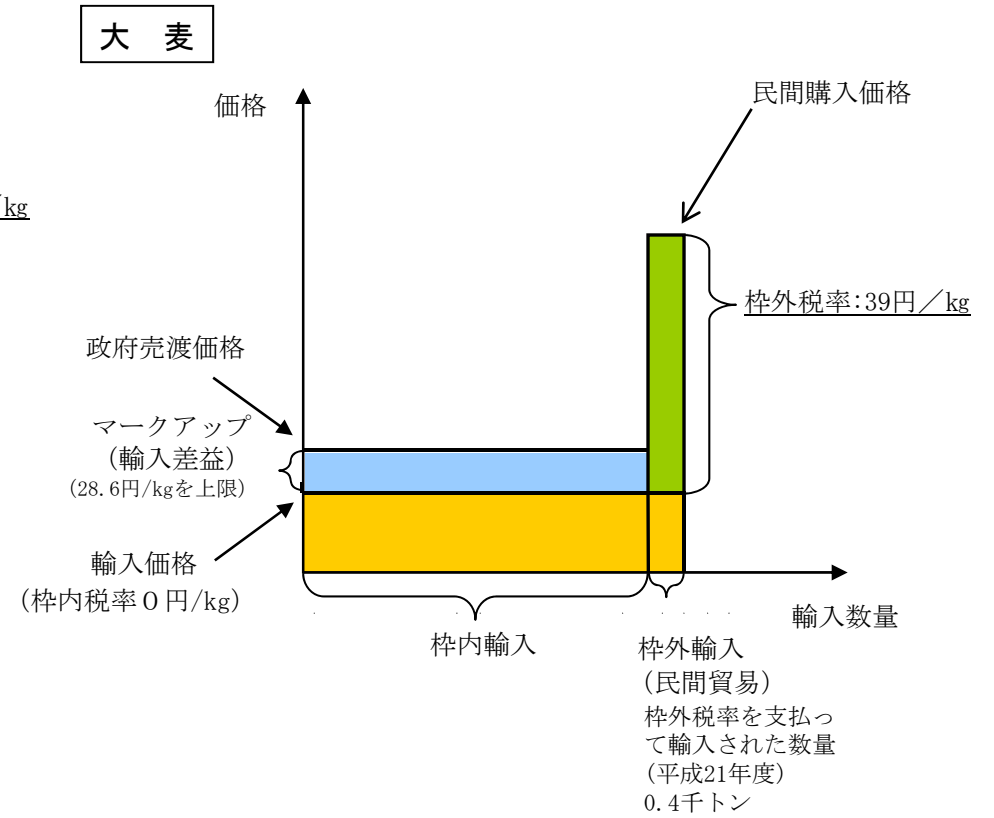 大　麦
価格
民間購入価格
/kg
枠外税率:39円／kg
政府売渡価格
マークアップ
（輸入差益）
（28.6円/kgを上限）
輸入価格
（枠内税率０円/kg）
輸入数量
枠内輸入
枠外輸入
（民間貿易）
枠外税率を支払っ
て輸入された数量
（平成21年度）
0.4千トン